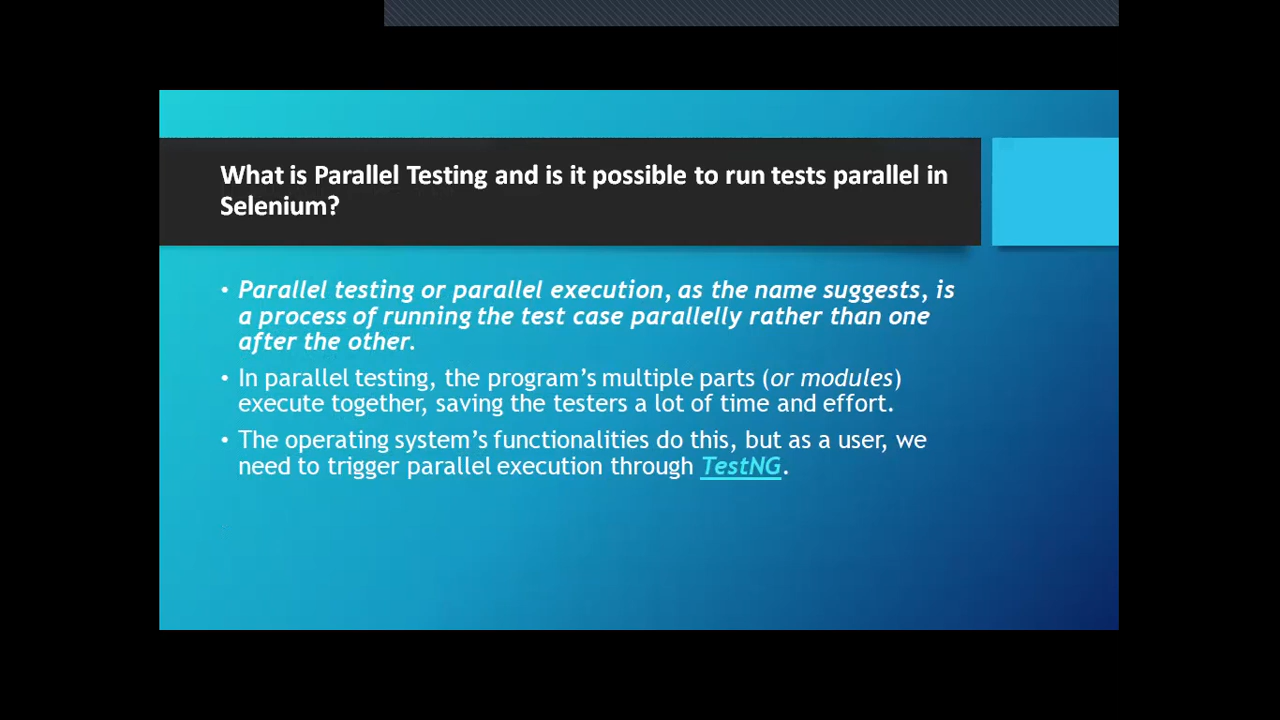 What is Parallel Testing and is it possible to run tests parallel in
Selenium?
• Parallel testing or parallel execution, as the name suggests, is
a process of running the test case parallelly rather than one
after the other.
• In parallel testing, the program's multiple parts (or modules)
execute together, saving the testers a lot of time and effort.
• The operating system's functionalities do this, but as a user, we
need to trigger parallel execution through TestNG.